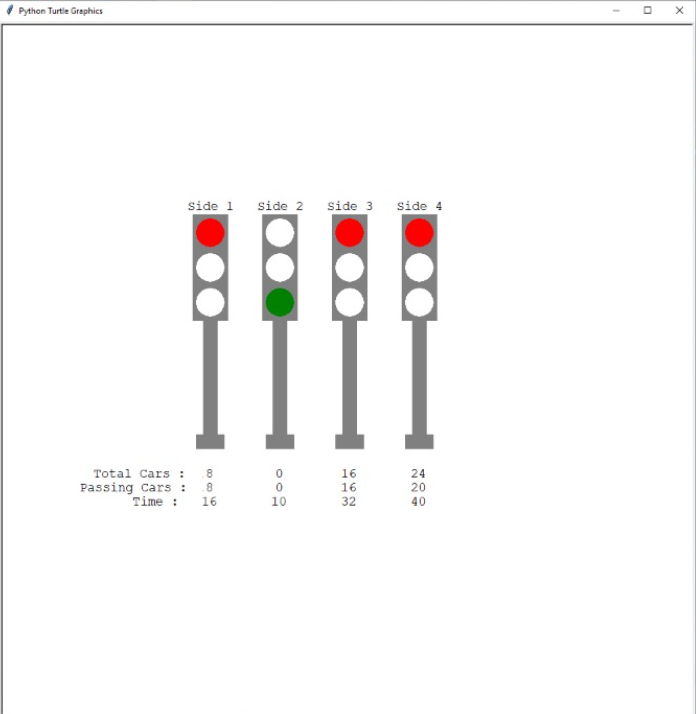 Python Turtle Graphics
Side 1 Side 2 Side 3 Side 4
Total Cars : 8 0 16 24
Passing Cars : 8 0 16 20
Time : 16 10 32 40